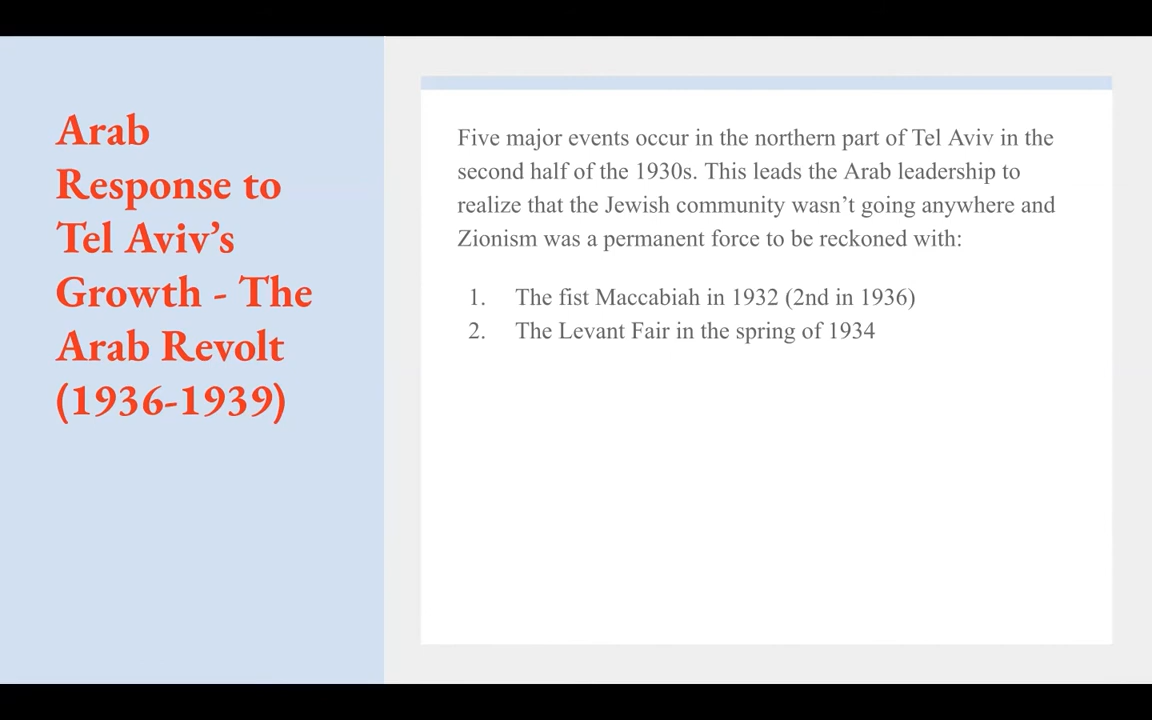 Arab
Response to
Tel Aviv’s
Growth - The
Arab Revolt
(1936-1939)
Five major events occur in the northern part of Tel Aviv in the
second half of the 1930s. This leads the Arab leadership to
realize that the Jewish community wasn’t going anywhere and
Zionism was a permanent force to be reckoned with:
1. The fist Maccabiah in 1932 (2nd in 1936)
2. The Levant Fair in the spring of 1934